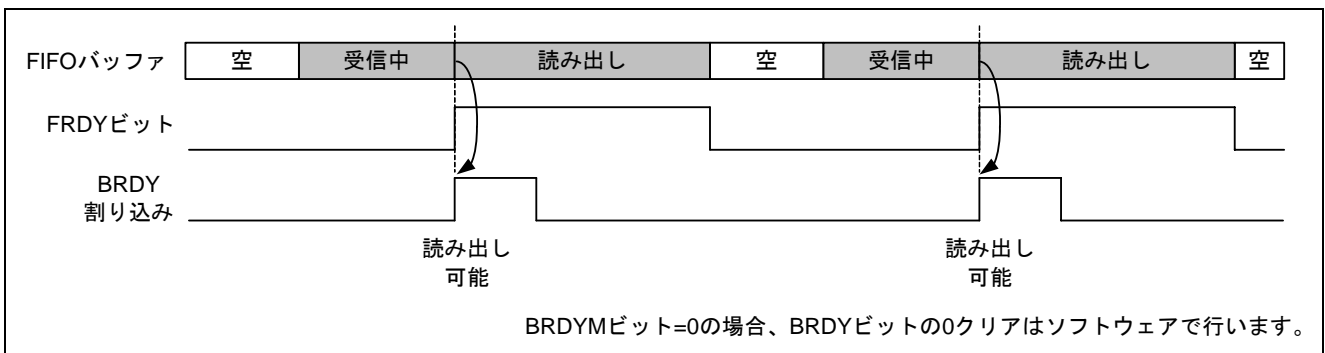 FIFOバッファ 空 受信中 読み出し 空 受信中 読み出し 空
FRDYビット
BRDY
割り込み
読み出し 読み出し
可能 可能
BRDYMビット=0の場合、BRDYビットの0クリアはソフトウェアで行います。